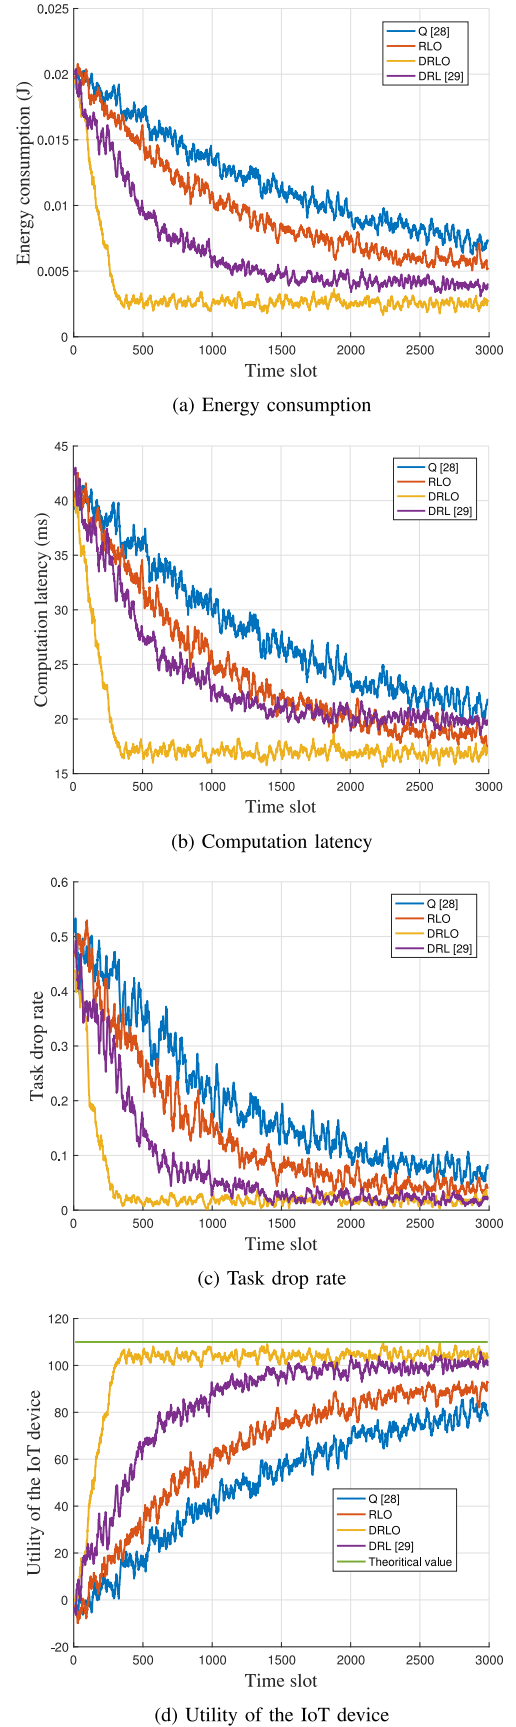 0.025
Q [28]
RLO
DRLO
DRL [29]
0.02
0.015
0.01
0.005
0
Energy consumption (J)
0 500 1000 1500 2000 2500 3000
Time slot
(a) Energy consumption
45
Q [28]
RLO
DRLO
DRL [29]
40
35
30
25
20
15
Computation latency (ms)
0 500 1000 1500 2000 2500 3000
Time slot
(b) Computation latency
0.6
Q [28]
RLO
DRLO
DRL [29]
0.5
0.4
0.3
0.2
0.1
0
Task drop rate
0 500 1000 1500 2000 2500 3000
Time slot
(c) Task drop rate
120
100
80
60
40
20
0
-20
Utility of the IoT device
Q [28]
RLO
DRLO
DRL [29]
Theoritical value
0 500 1000 1500 2000 2500 3000
Time slot
(d) Utility of the IoT device